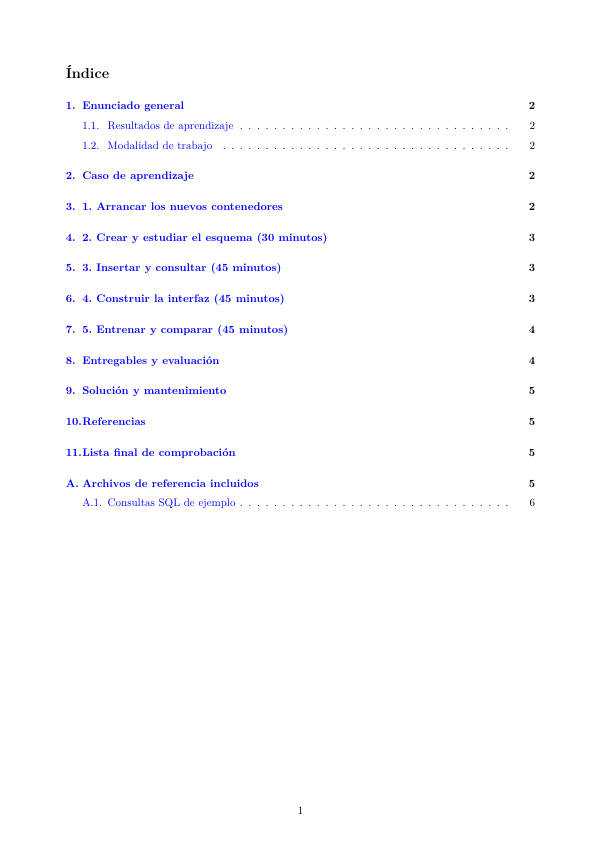 Índice
1. Enunciado general 2
1.1. Resultados de aprendizaje . . . . . . . . . . . . . . . . . . . . . . . . . . . . . . . . 2
1.2. Modalidad de trabajo . . . . . . . . . . . . . . . . . . . . . . . . . . . . . . . . . . 2
2. Caso de aprendizaje 2
3. 1. Arrancar los nuevos contenedores 2
4. 2. Crear y estudiar el esquema (30 minutos) 3
5. 3. Insertar y consultar (45 minutos) 3
6. 4. Construir la interfaz (45 minutos) 3
7. 5. Entrenar y comparar (45 minutos) 4
8. Entregables y evaluación 4
9. Solución y mantenimiento 5
10.Referencias 5
11.Lista final de comprobación 5
A. Archivos de referencia incluidos 5
A.1. Consultas SQL de ejemplo . . . . . . . . . . . . . . . . . . . . . . . . . . . . . . . . 6
1